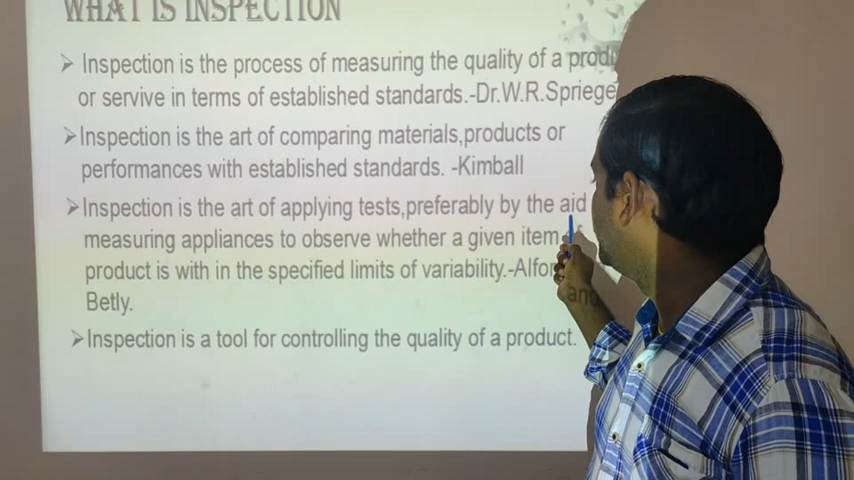 WHAT IS INSPECTION
Inspection is the process of measuring the quality of a
or servive in terms of established standards.-Dr.W.R.Spriege
Inspection is the art of comparing materials,products or
performances with established standards. -Kimball
Inspection is the art of applying tests,preferably by the aid
measuring appliances to observe whether a given item
product is with in the specified limits of variability.-Alfo
and
Betly.
Inspection is a tool for controlling the quality of a product.